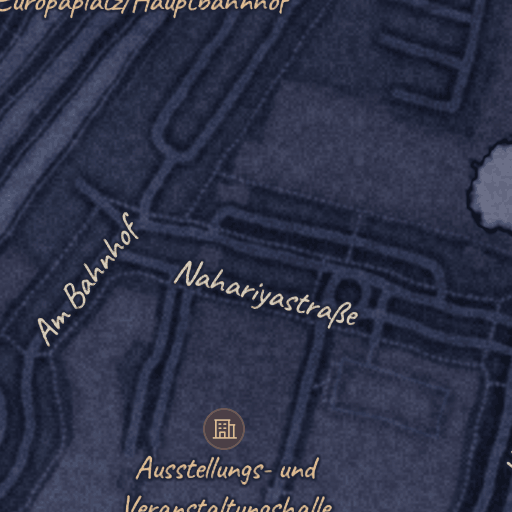 Europaplatz/Hauptbahnhof
Am Bahnhof
Nahariyastraße
Ausstellungs- und
Veranstaltungshalle